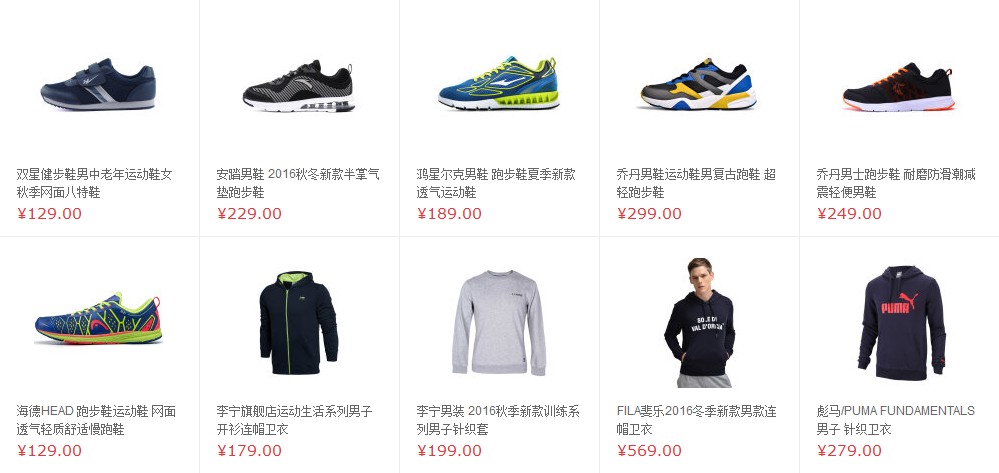 双星健步鞋男中老年运动鞋女
秋季网面八特鞋
¥129.00
安踏男鞋 2016秋冬新款半掌气
垫跑步鞋
¥229.00
鸿星尔克男鞋 跑步鞋夏季新款
透气运动鞋
¥189.00
乔丹男鞋运动鞋男复古跑鞋 超
轻跑步鞋
¥299.00
乔丹男士跑步鞋 耐磨防滑潮减
震轻便男鞋
¥249.00
海德HEAD 跑步鞋运动鞋 网面
透气轻质舒适慢跑鞋
¥129.00
李宁旗舰店运动生活系列男子
开衫连帽卫衣
¥179.00
李宁男装 2016秋季新款训练系
列男子针织套
¥199.00
VAL D'ORCIA
FILA斐乐2016冬季新款男款连
帽卫衣
¥569.00
PUMA
彪马/PUMA FUNDAMENTALS
男子 针织卫衣
¥279.00